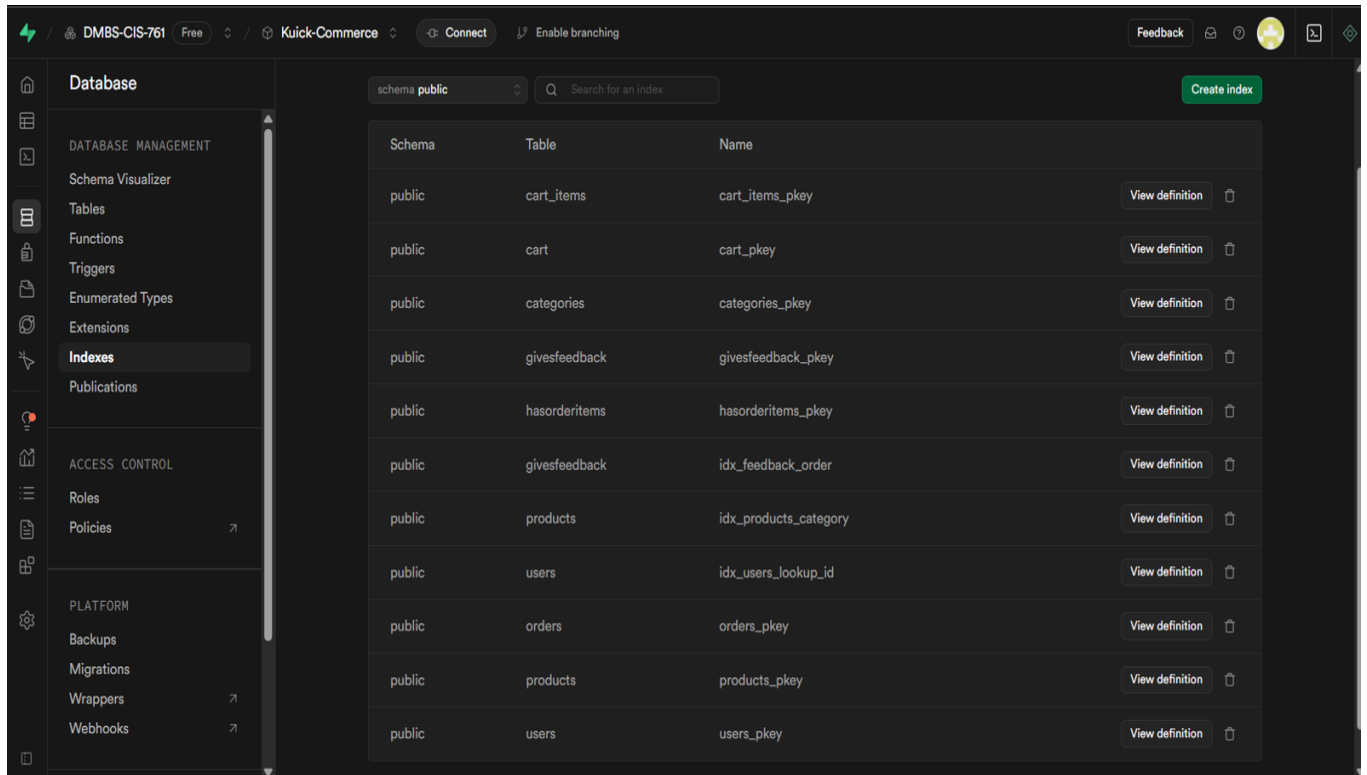 DMBS-CIS-761 Free / Kuick-Commerce Connect Enable branching Feedback
Database
DATABASE MANAGEMENT
Schema Visualizer
Tables
Functions
Triggers
Enumerated Types
Extensions
Indexes
Publications
ACCESS CONTROL
Roles
Policies
PLATFORM
Backups
Migrations
Wrappers
Webhooks
schema public Search for an index Create index
Schema Table Name
public cart_items cart_items_pkey View definition
public cart cart_pkey View definition
public categories categories_pkey View definition
public givesfeedback givesfeedback_pkey View definition
public hasorderitems hasorderitems_pkey View definition
public givesfeedback idx_feedback_order View definition
public products idx_products_category View definition
public users idx_users_lookup_id View definition
public orders orders_pkey View definition
public products products_pkey View definition
public users users_pkey View definition